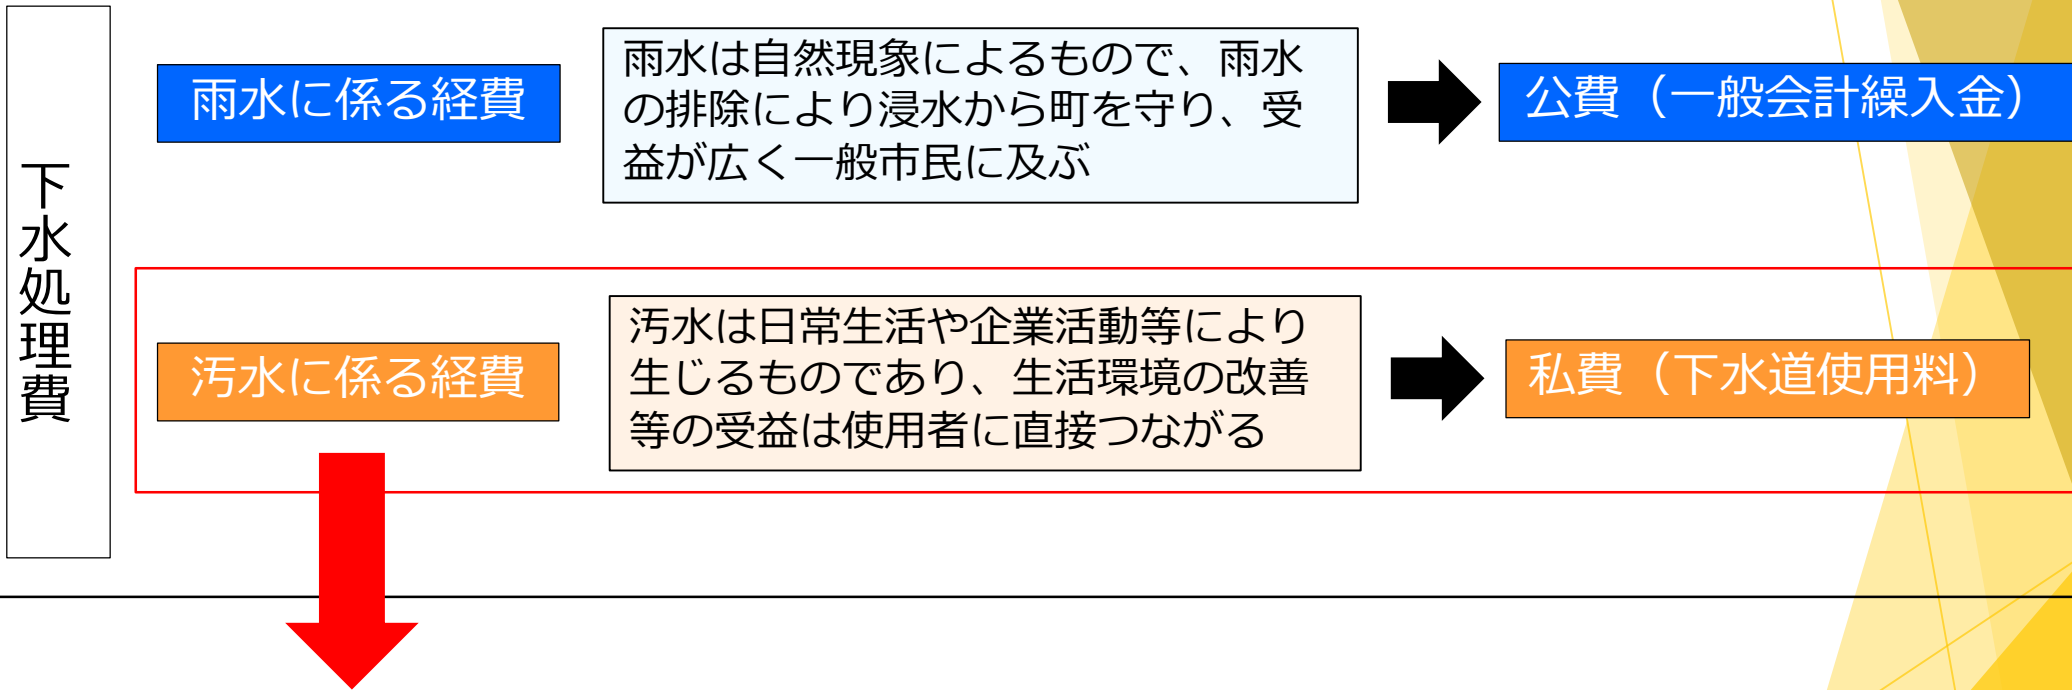 下水処理費
雨水に係る経費
雨水は自然現象によるもので、雨水
の排除により浸水から町を守り、受
益が広く一般市民に及ぶ
公費（一般会計繰入金）
汚水に係る経費
汚水は日常生活や企業活動等により
生じるものであり、生活環境の改善
等の受益は使用者に直接つながる
私費（下水道使用料）